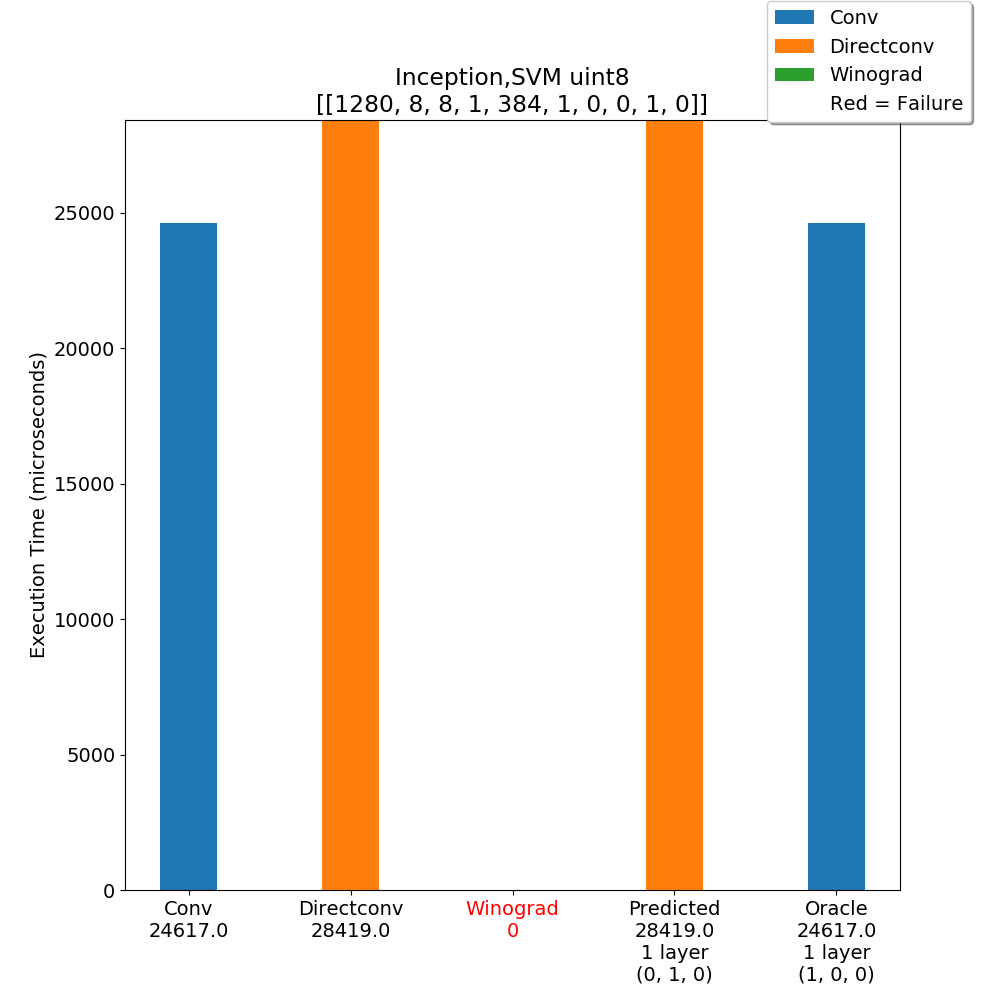 Conv
Directconv
Winograd
Red = Failure
Inception,SVM uint8
[[1280, 8, 8, 1, 384, 1, 0, 0, 1, 0]]
Execution Time (microseconds)
25000
20000
15000
10000
5000
0
Conv
24617.0
Directconv
28419.0
Winograd
0
Predicted
28419.0
1 layer
(0, 1, 0)
Oracle
24617.0
1 layer
(1, 0, 0)